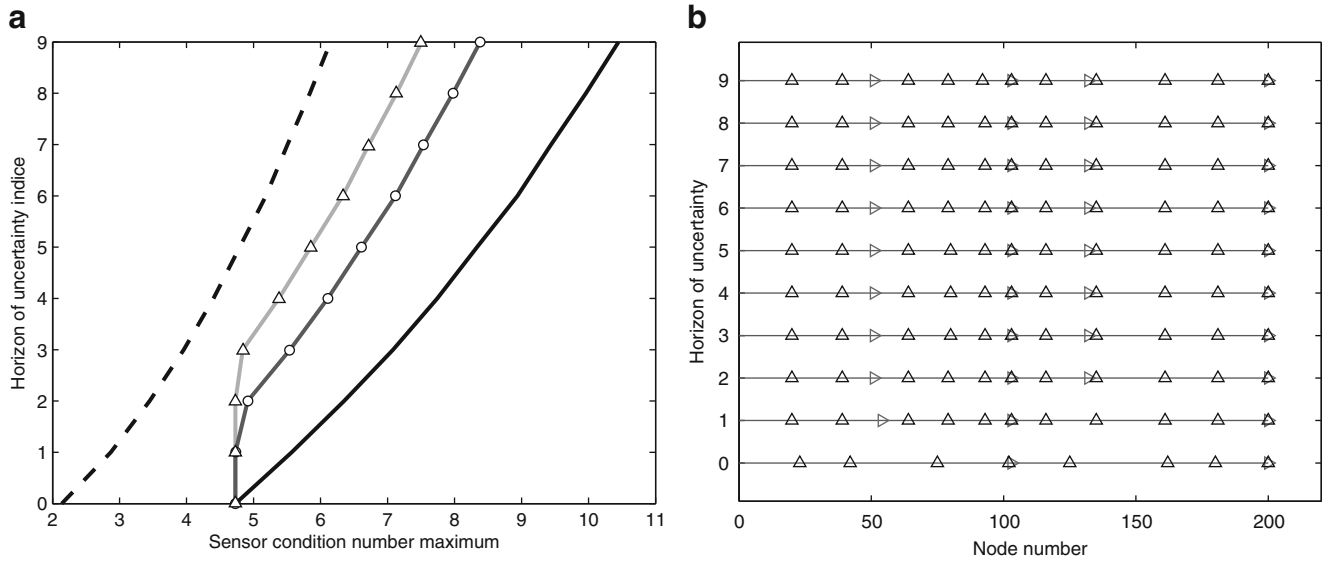 a
9
8
7
6
5
4
3
2
1
0
Horizon of uncertainty indice
2 3 4 5 6 7 8 9 10 11
Sensor condition number maximum
b
9
8
7
6
5
4
3
2
1
0
Horizon of uncertainty
0 50 100 150 200
Node number